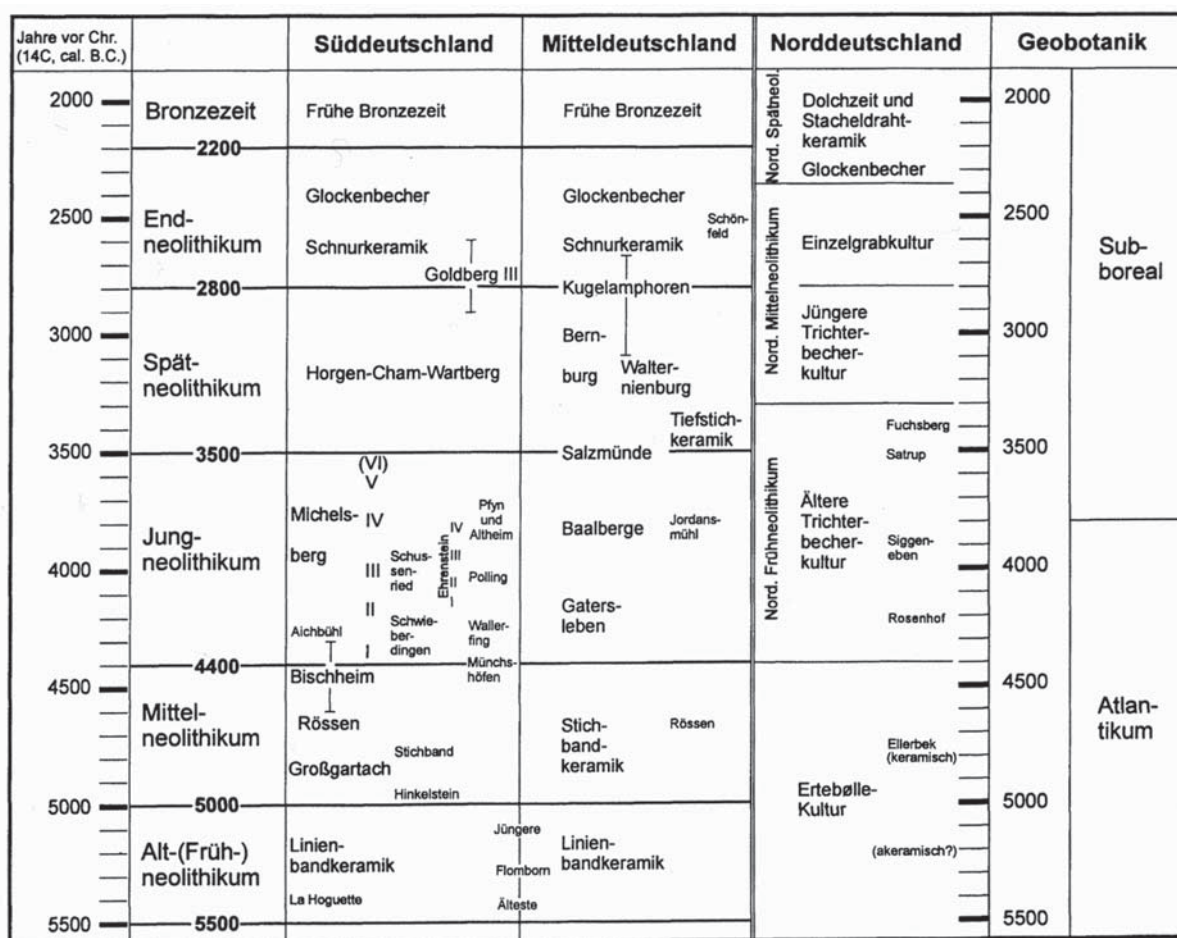 Jahre vor Chr.
(14C, cal. B.C.)
Süddeutschland
Mitteldeutschland
Norddeutschland
Geobotanik
2000
2500
3000
3500
4000
4500
5000
5500
Bronzezeit
2200
End-
neolithikum
2800
Spät-
neolithikum
3500
Jung-
neolithikum
4400
Mittel-
neolithikum
5000
Alt-(Früh-)
neolithikum
5500
Frühe Bronzezeit
Glockenbecher
Schnurkeramik
Goldberg III
Horgen-Cham-Wartberg
(VI)
V
Michels-
berg
IV
III
II
I
Schus-
sen-
ried
Schwie-
ber-
dingen
Ehrenstein
IV
III
II
I
Pfyn
und
Altheim
Polling
Waller-
fing
Münchs-
höfen
Aichbühl
Bischheim
Rössen
Stichband
Großgartach
Hinkelstein
Linien-
bandkeramik
La Hoguette
Jüngere
Flomborn
Älteste
Frühe Bronzezeit
Glockenbecher
Schön-
feld
Schnurkeramik
Kugelamphoren
Bern-
burg
Walter-
nienburg
Tiefstich-
keramik
Salzmünde
Baalberge
Jordans-
mühl
Gaters-
leben
Stich-
band-
keramik
Rössen
Linien-
bandkeramik
Nord. Spätneol.
Dolchzeit und
Stacheldraht-
keramik
Glockenbecher
Nord. Mittelneolithikum
Einzelgrabkultur
Jüngere
Trichter-
becher-
kultur
Nord. Frühneolithikum
Fuchsberg
Satrup
Ältere
Trichter-
becher-
kultur
Siggen-
eben
Rosenhof
Ellerbek
(keramisch)
Ertebølle-
Kultur
(akeramisch?)
2000
2500
3000
3500
4000
4500
5000
5500
Sub-
boreal
Atlan-
tikum